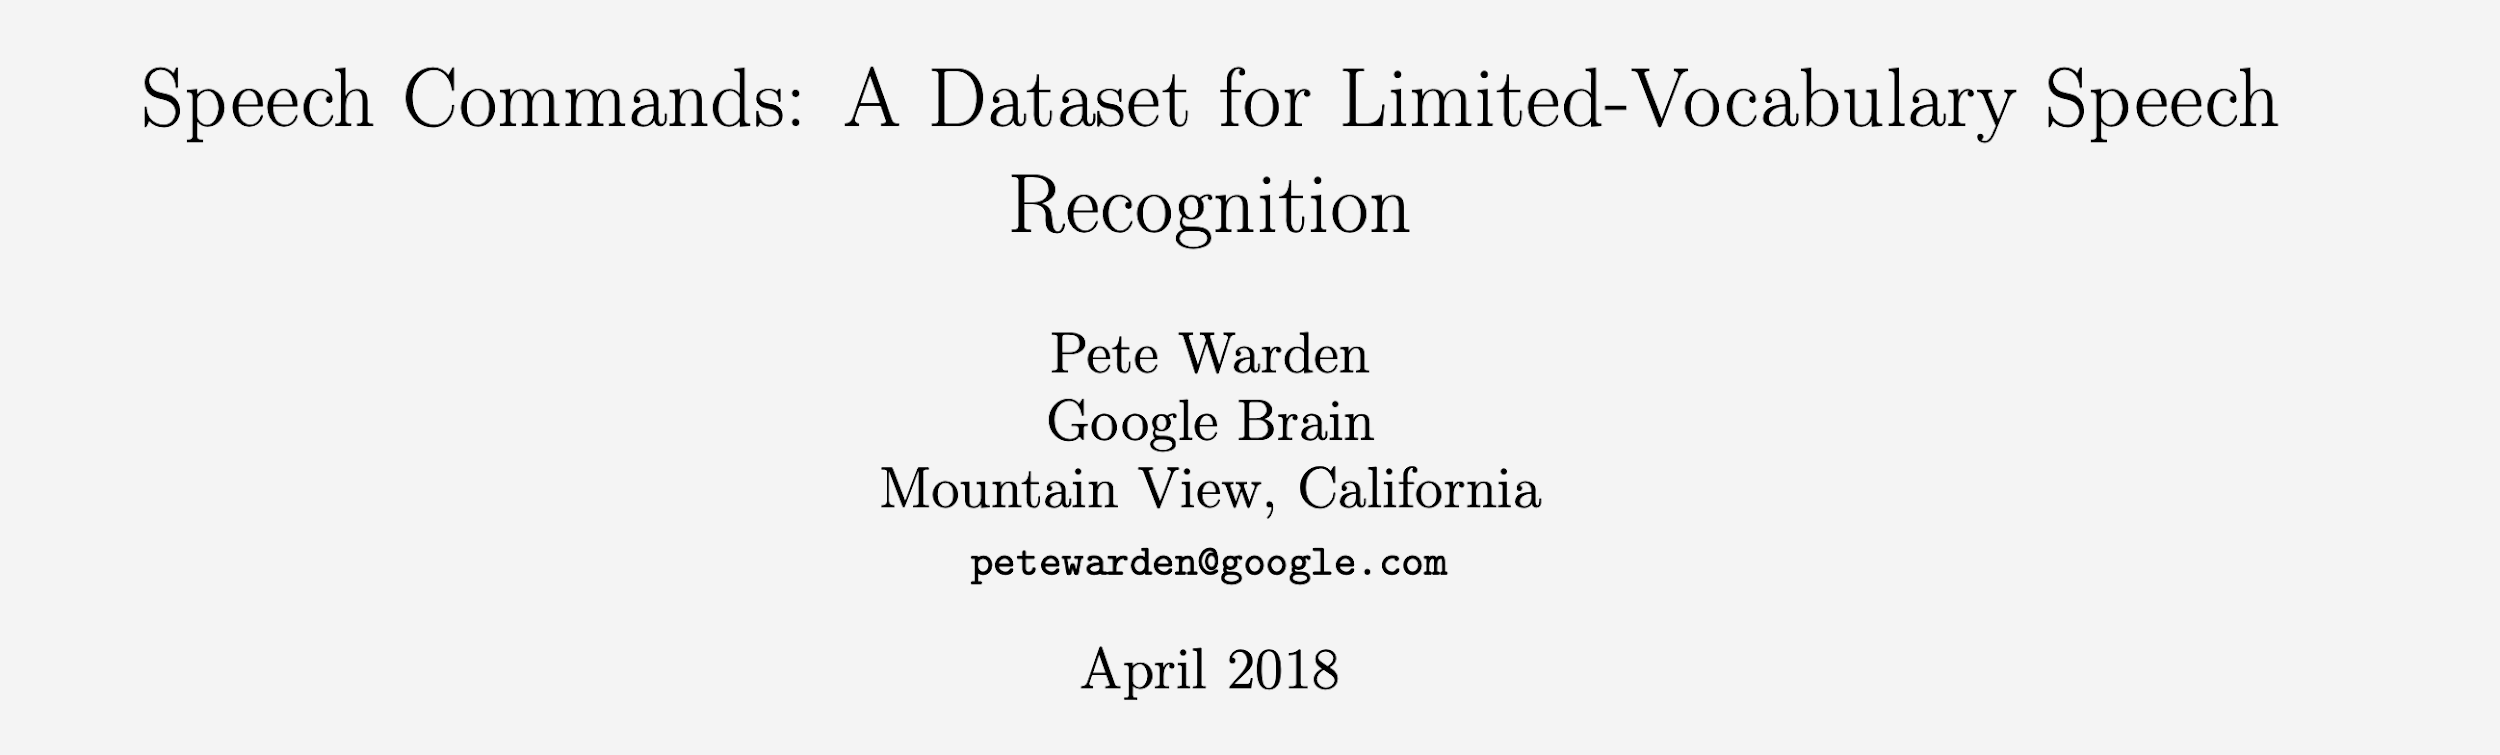 Speech Commands: A Dataset for Limited-Vocabulary Speech
Recognition
Pete Warden
Google Brain
Mountain View, California
petewarden@google.com
April 2018